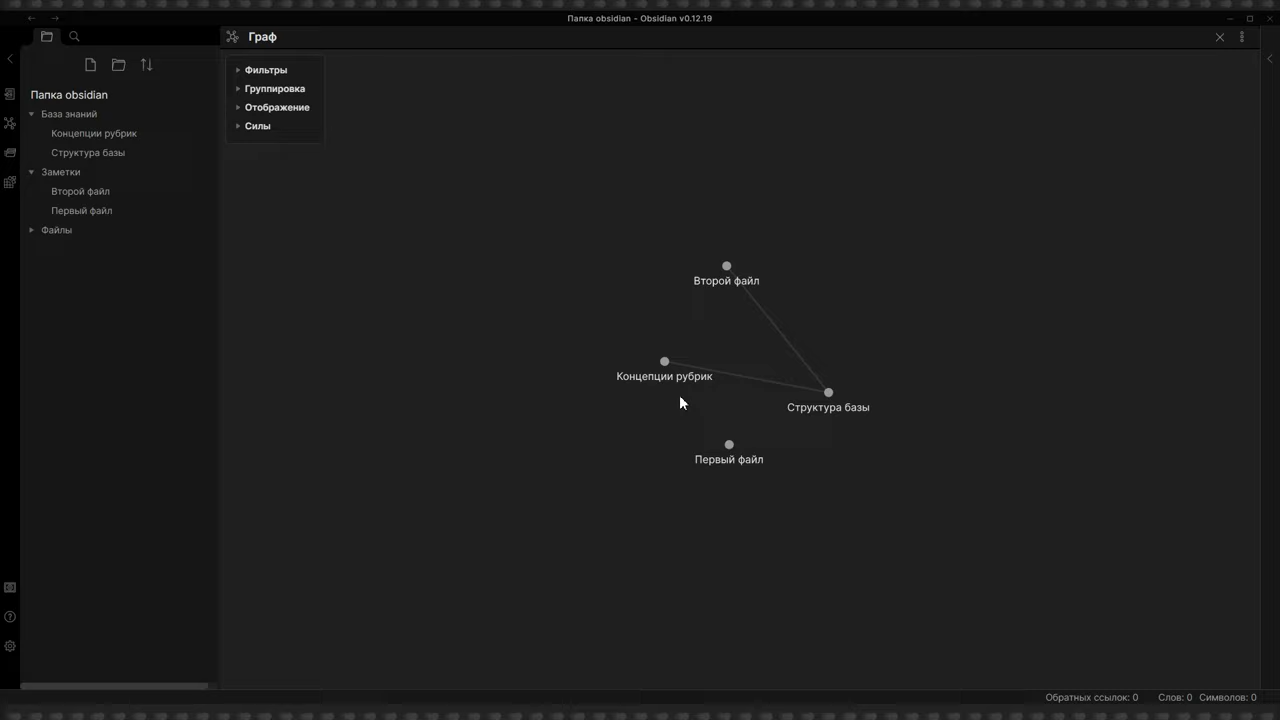 Папка obsidian - Obsidian v0.12.19
Граф
Фильтры
Группировка
Отображение
Силы
Папка obsidian
База знаний
Концепции рубрик
Структура базы
Заметки
Второй файл
Первый файл
Файлы
Второй файл
Концепции рубрик
Структура базы
Первый файл
Обратных ссылок: 0 Слов: 0 Символов: 0